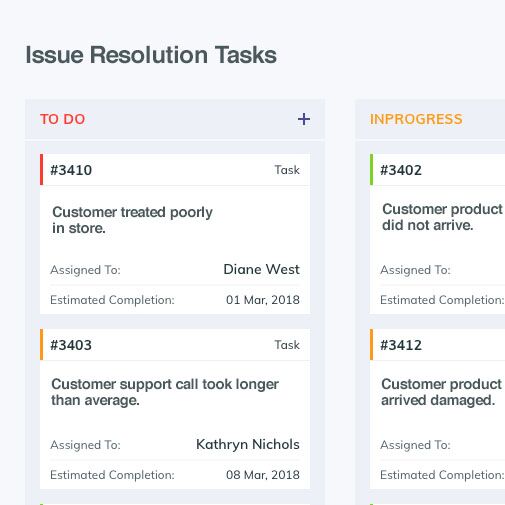 Issue Resolution Tasks
TO DO
+
#3410 Task
Customer treated poorly
in store.
Assigned To: Diane West
Estimated Completion: 01 Mar, 2018
#3403 Task
Customer support call took longer
than average.
Assigned To: Kathryn Nichols
Estimated Completion: 08 Mar, 2018
INPROGRESS
#3402
Customer product
did not arrive.
Assigned To:
Estimated Completion:
#3412
Customer product
arrived damaged.
Assigned To:
Estimated Completion: